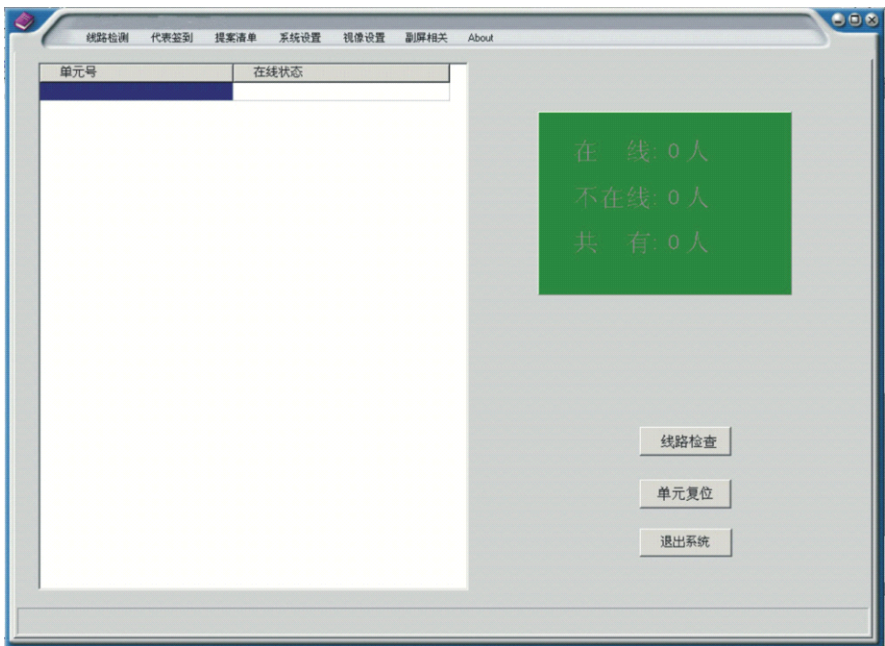 线路检测 代表签到 提案清单 系统设置 视像设置 副屏相关 About
单元号 在线状态
在 线: 0 人
不在线: 0 人
共 有: 0 人
线路检查
单元复位
退出系统